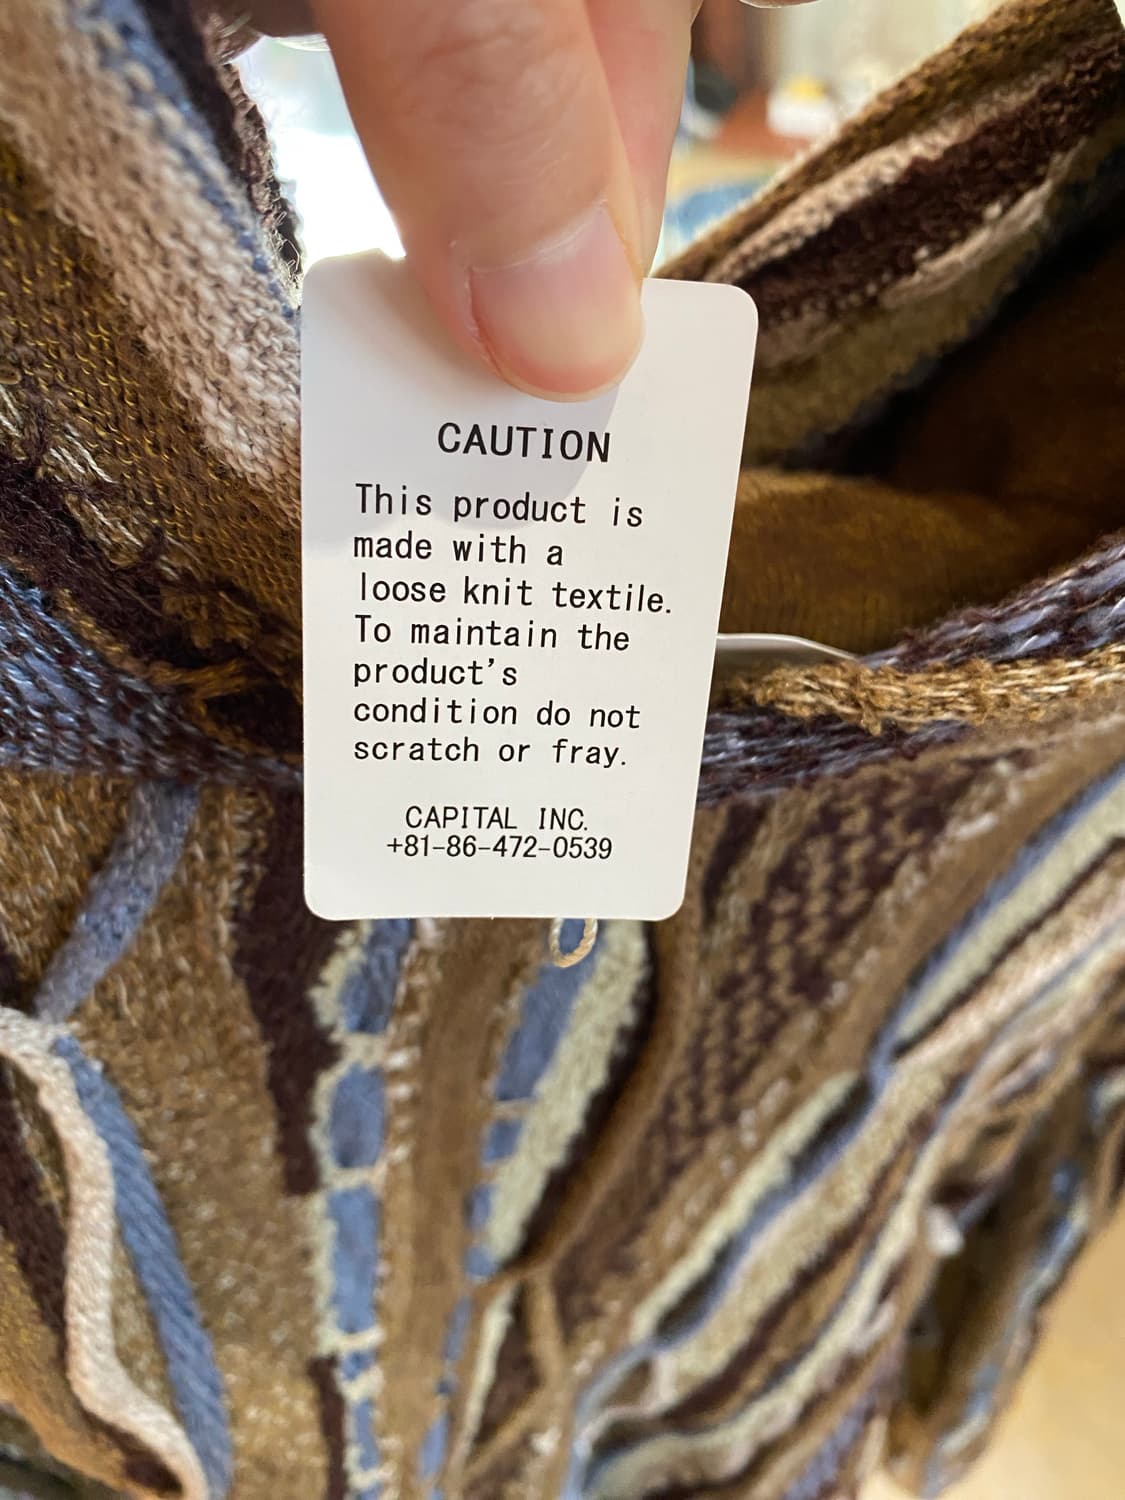 CAUTION
This product is
made with a
loose knit textile.
To maintain the
product's
condition do not
scratch or fray.
CAPITAL INC.
+81-86-472-0539